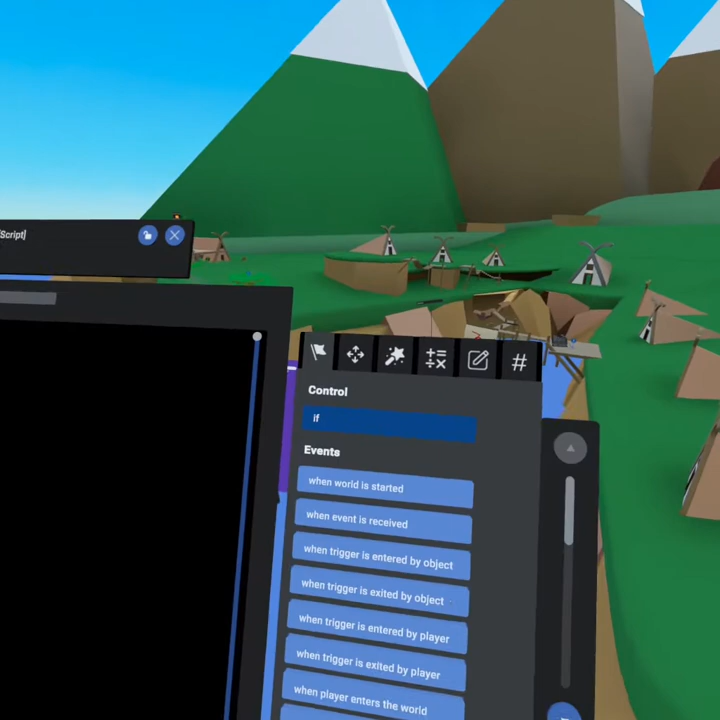 Script]
#
Control
if
Events
when world is started
when event is received
when trigger is entered by object
when trigger is exited by object
when trigger is entered by player
when trigger is exited by player
when player enters the world